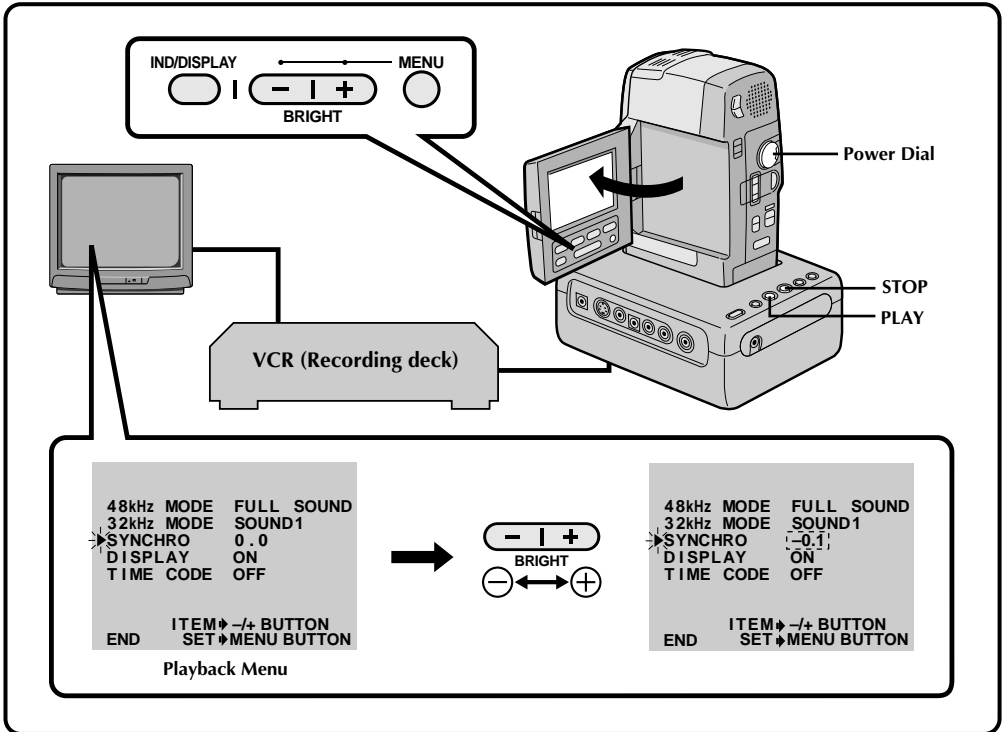 IND/DISPLAY
MENU
– +
BRIGHT
Power Dial
STOP
PLAY
VCR (Recording deck)
48kHz MODE FULL SOUND
32kHz MODE SOUND1
SYNCHRO 0.0
DISPLAY ON
TIME CODE OFF
ITEM –/+ BUTTON
END SET MENU BUTTON
Playback Menu
– +
BRIGHT
– +
48kHz MODE FULL SOUND
32kHz MODE SOUND1
SYNCHRO –0.1
DISPLAY ON
TIME CODE OFF
ITEM –/+ BUTTON
END SET MENU BUTTON